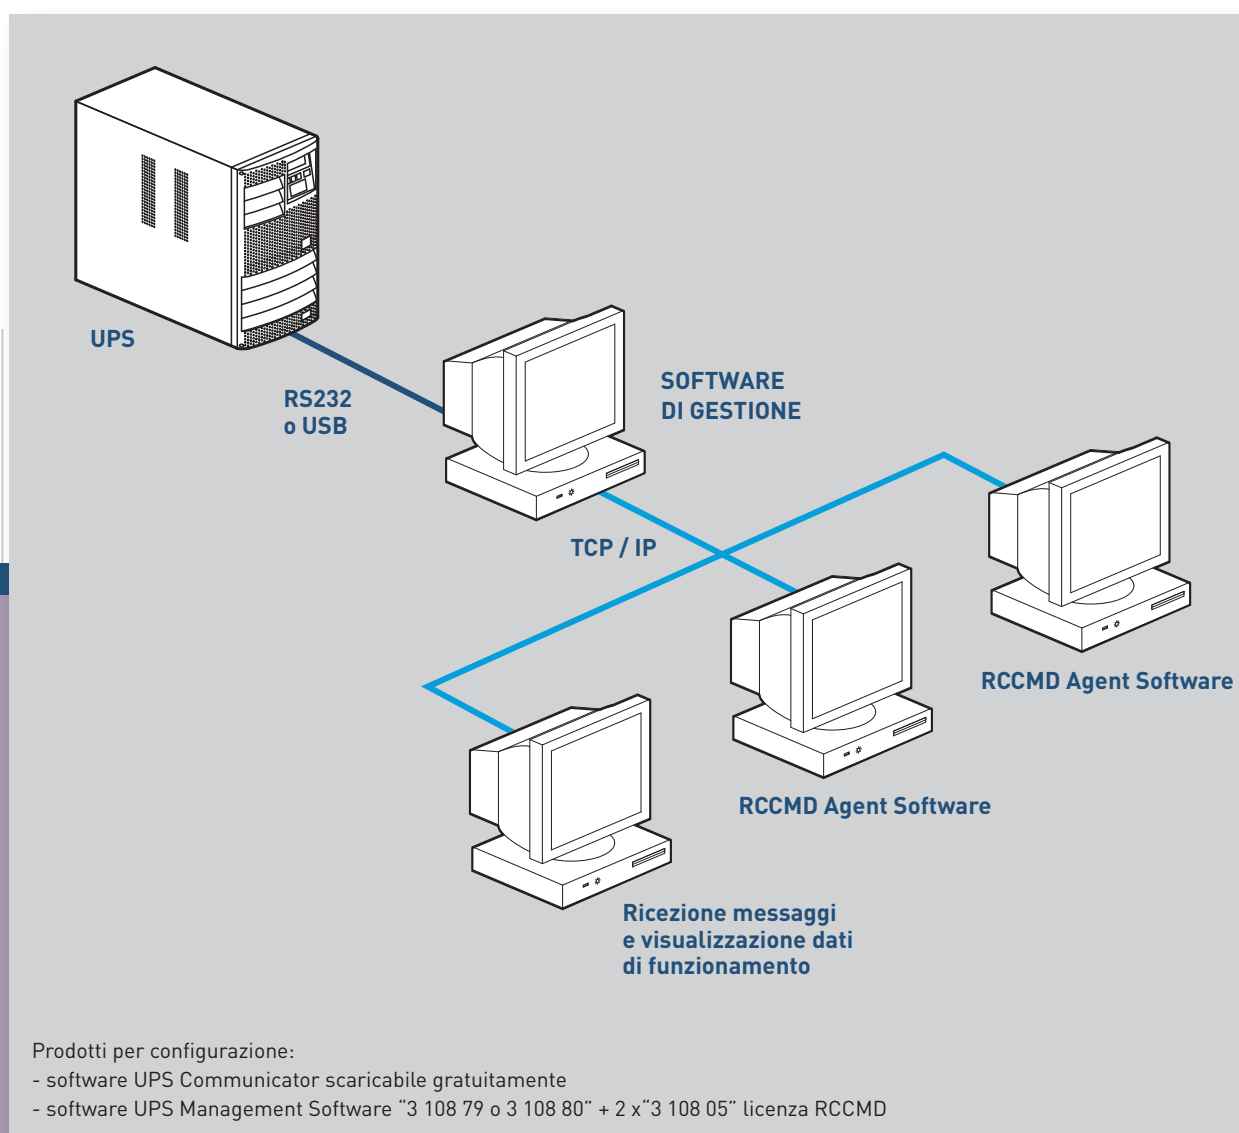 UPS
RS232
o USB
SOFTWARE
DI GESTIONE
TCP / IP
RCCMD Agent Software
RCCMD Agent Software
Ricezione messaggi
e visualizzazione dati
di funzionamento
Prodotti per configurazione:
- software UPS Communicator scaricabile gratuitamente
- software UPS Management Software “3 108 79 o 3 108 80” + 2 x“3 108 05” licenza RCCMD